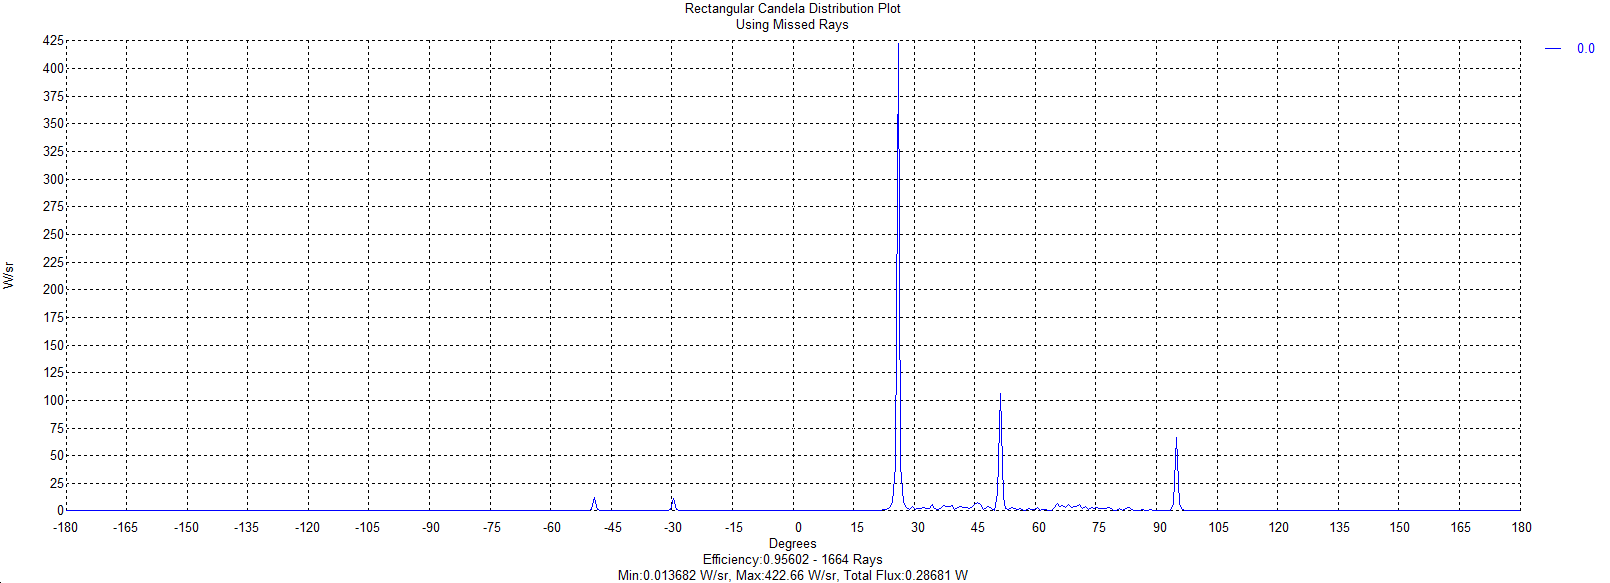 Rectangular Candela Distribution Plot
Using Missed Rays
0.0
W/sr
425
400
375
350
325
300
275
250
225
200
175
150
125
100
75
50
25
0
-180 -165 -150 -135 -120 -105 -90 -75 -60 -45 -30 -15 0 15 30 45 60 75 90 105 120 135 150 165 180
Degrees
Efficiency:0.95602 - 1664 Rays
Min:0.013682 W/sr, Max:422.66 W/sr, Total Flux:0.28681 W